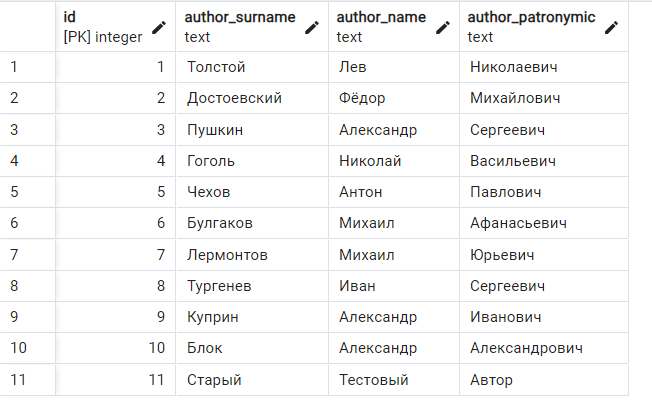 id author_surname author_name author_patronymic
[PK] integer text text text
1 1 Толстой Лев Николаевич
2 2 Достоевский Фёдор Михайлович
3 3 Пушкин Александр Сергеевич
4 4 Гоголь Николай Васильевич
5 5 Чехов Антон Павлович
6 6 Булгаков Михаил Афанасьевич
7 7 Лермонтов Михаил Юрьевич
8 8 Тургенев Иван Сергеевич
9 9 Куприн Александр Иванович
10 10 Блок Александр Александрович
11 11 Старый Тестовый Автор